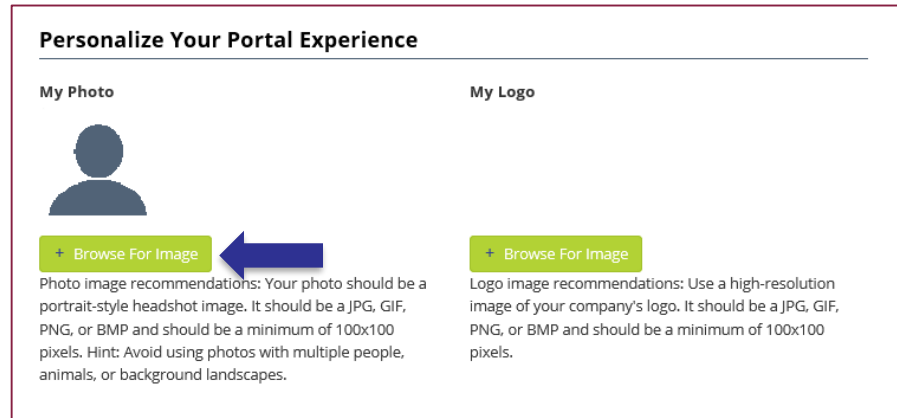 Personalize Your Portal Experience
My Photo
+ Browse For Image
Photo image recommendations: Your photo should be a
portrait-style headshot image. It should be a JPG, GIF,
PNG, or BMP and should be a minimum of 100x100
pixels. Hint: Avoid using photos with multiple people,
animals, or background landscapes.
My Logo
+ Browse For Image
Logo image recommendations: Use a high-resolution
image of your company's logo. It should be a JPG, GIF,
PNG, or BMP and should be a minimum of 100x100
pixels.